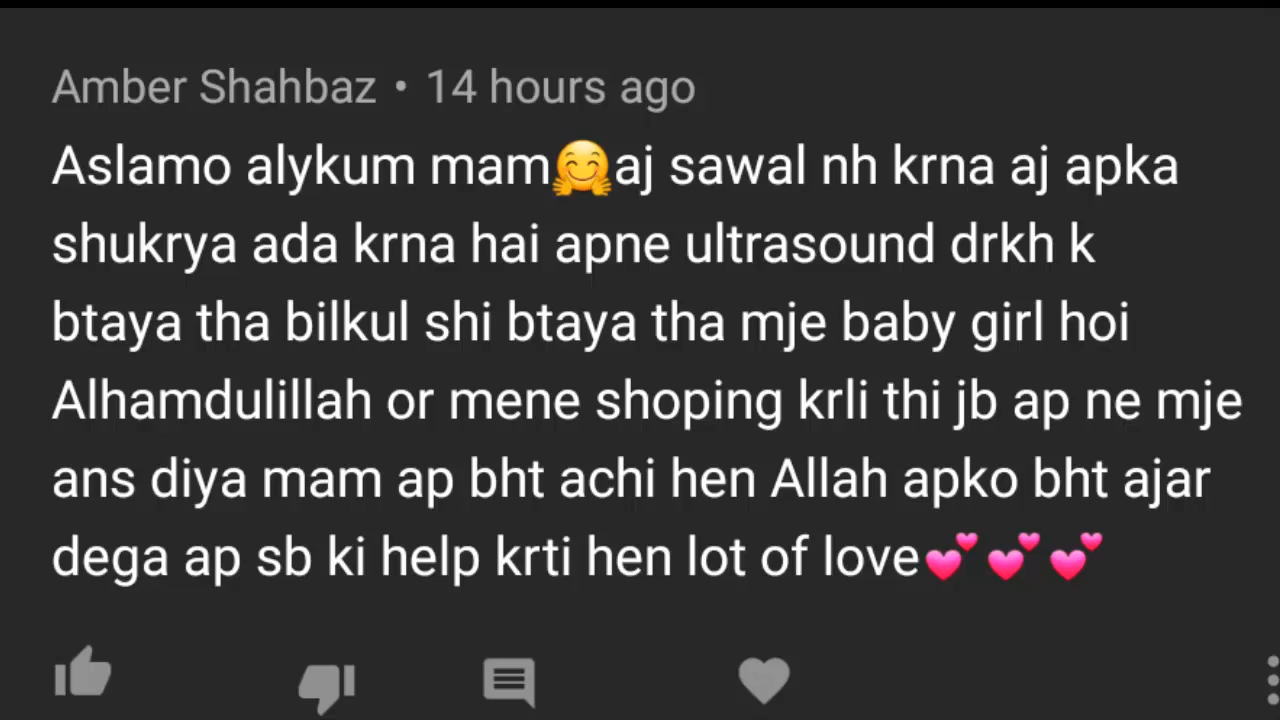 Amber Shahbaz • 14 hours ago
Aslamo alykum mam🤗aj sawal nh krna aj apka
shukrya ada krna hai apne ultrasound drkh k
btaya tha bilkul shi btaya tha mje baby girl hoi
Alhamdulillah or mene shoping krli thi jb ap ne mje
ans diya mam ap bht achi hen Allah apko bht ajar
dega ap sb ki help krti hen lot of love💕💕💕